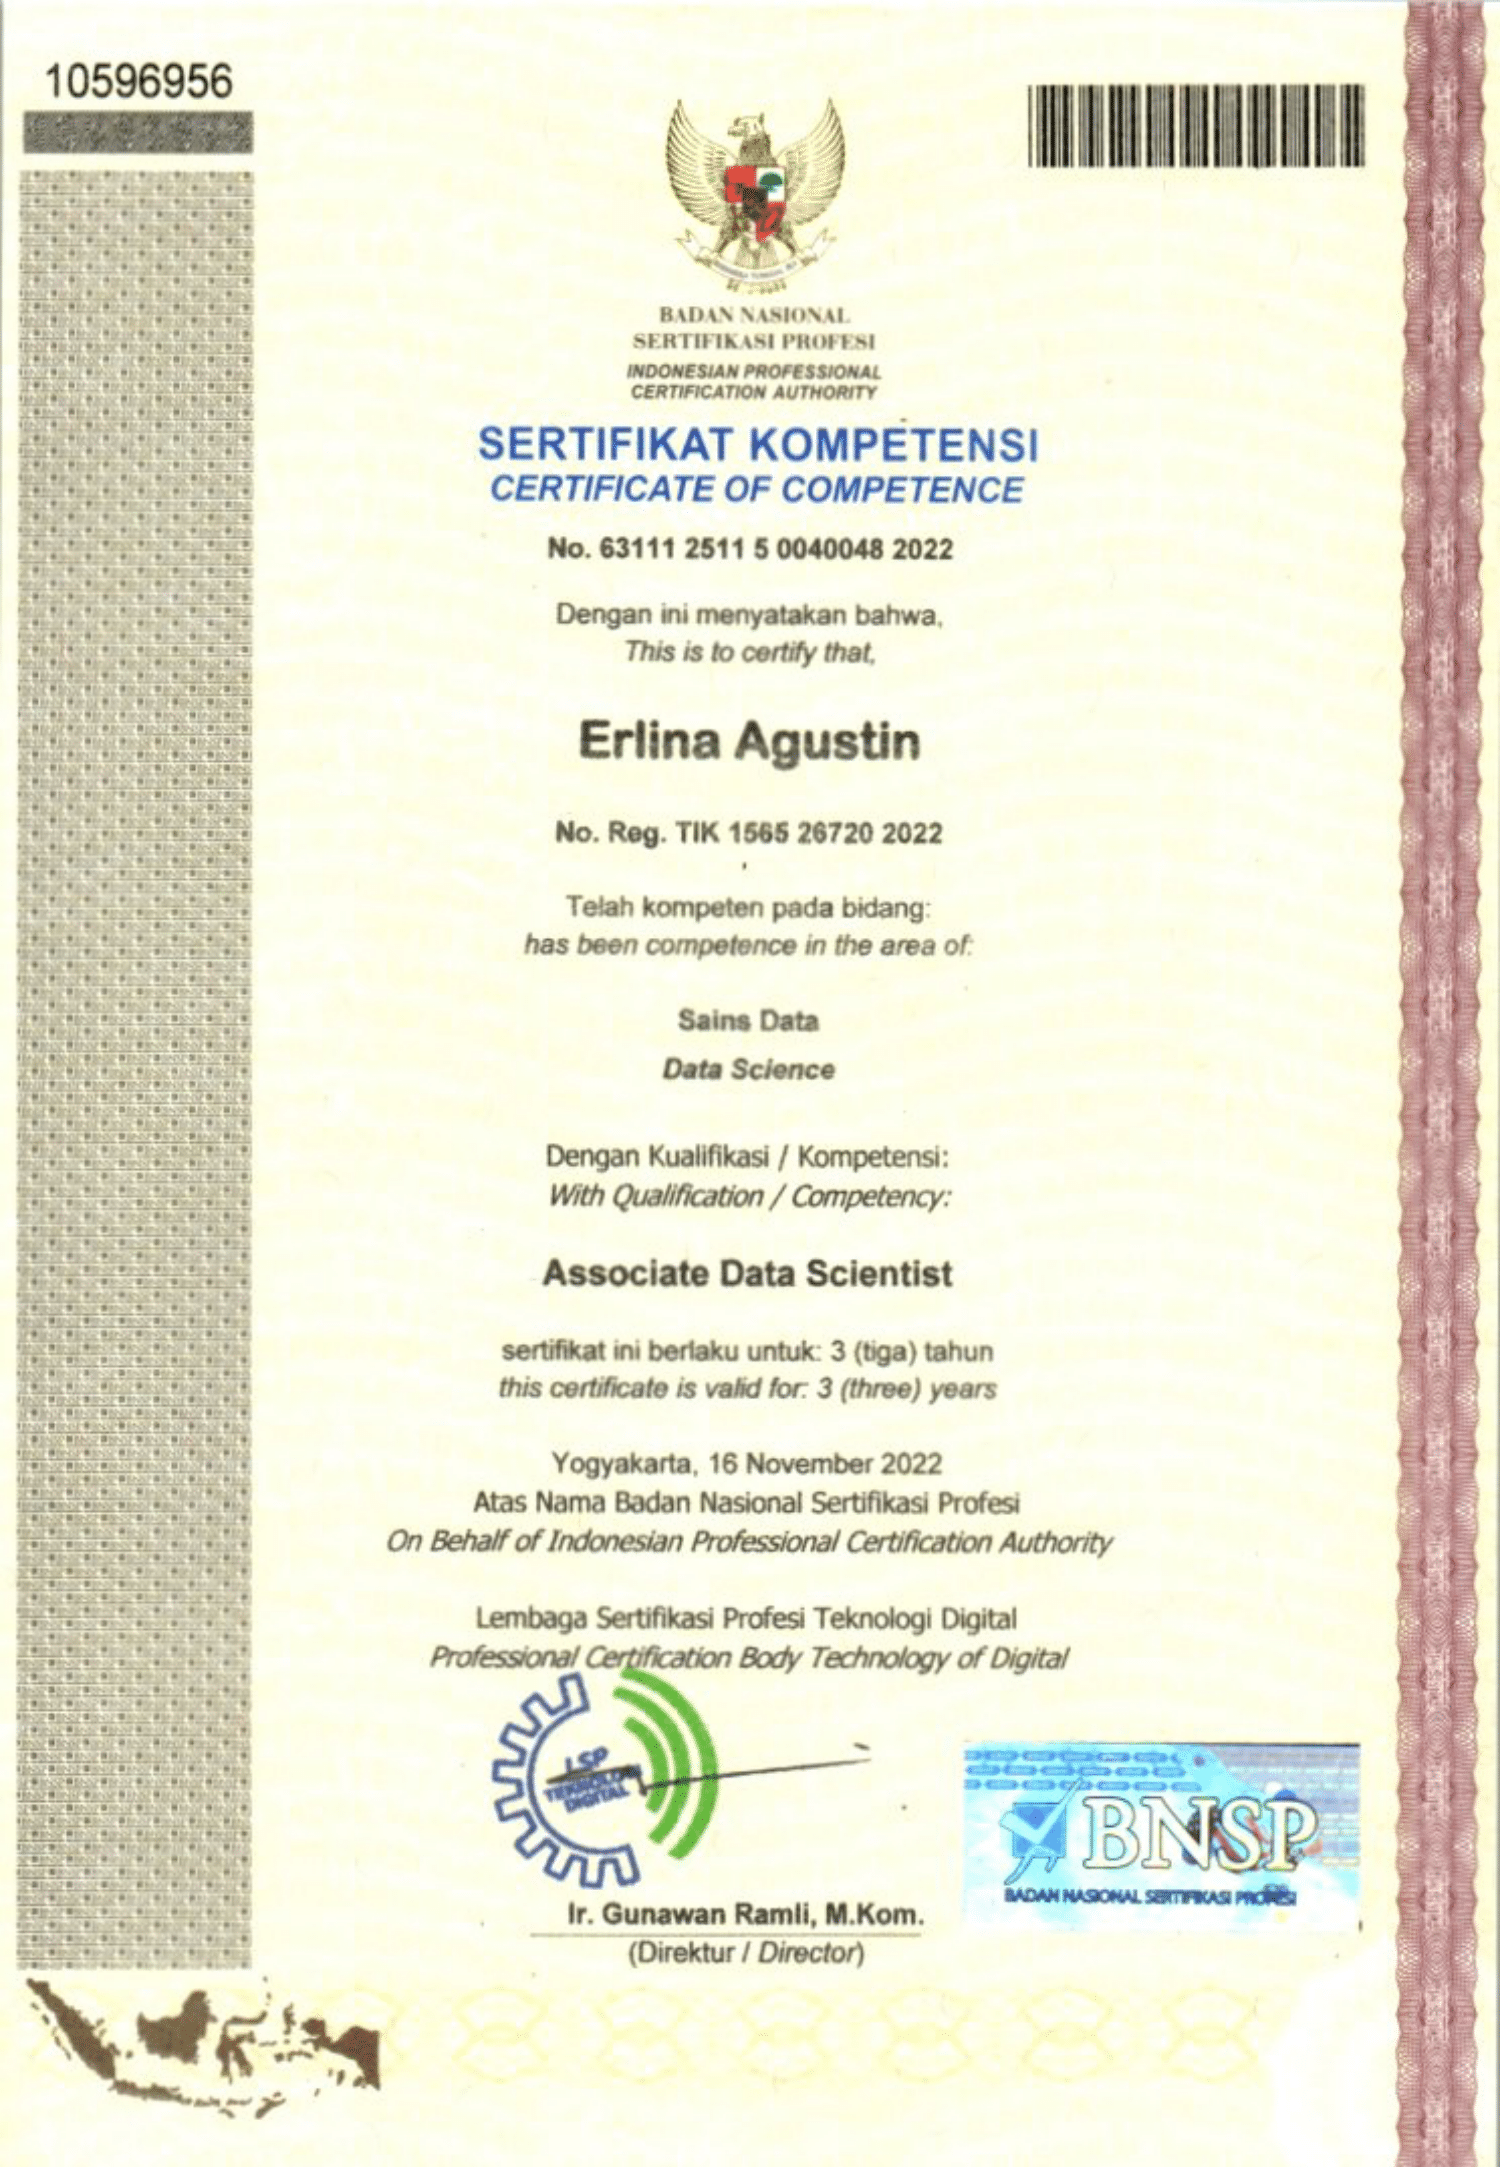 10596956
BADAN NASIONAL
SERTIFIKASI PROFESI
INDONESIAN PROFESSIONAL
CERTIFICATION AUTHORITY
SERTIFIKAT KOMPETENSI
CERTIFICATE OF COMPETENCE
No. 63111 2511 5 0040048 2022
Dengan ini menyatakan bahwa,
This is to certify that,
Erlina Agustin
No. Reg. TIK 1565 26720 2022
Telah kompeten pada bidang:
has been competence in the area of:
Sains Data
Data Science
Dengan Kualifikasi / Kompetensi:
With Qualification / Competency:
Associate Data Scientist
sertifikat ini berlaku untuk: 3 (tiga) tahun
this certificate is valid for: 3 (three) years
Yogyakarta, 16 November 2022
Atas Nama Badan Nasional Sertifikasi Profesi
On Behalf of Indonesian Professional Certification Authority
Lembaga Sertifikasi Profesi Teknologi Digital
Professional Certification Body Technology of Digital
LSP
TEKNOLOGI
DIGITAL
BNSP
BADAN NASIONAL SERTIFIKASI PROFESI
Ir. Gunawan Ramli, M.Kom.
(Direktur / Director)